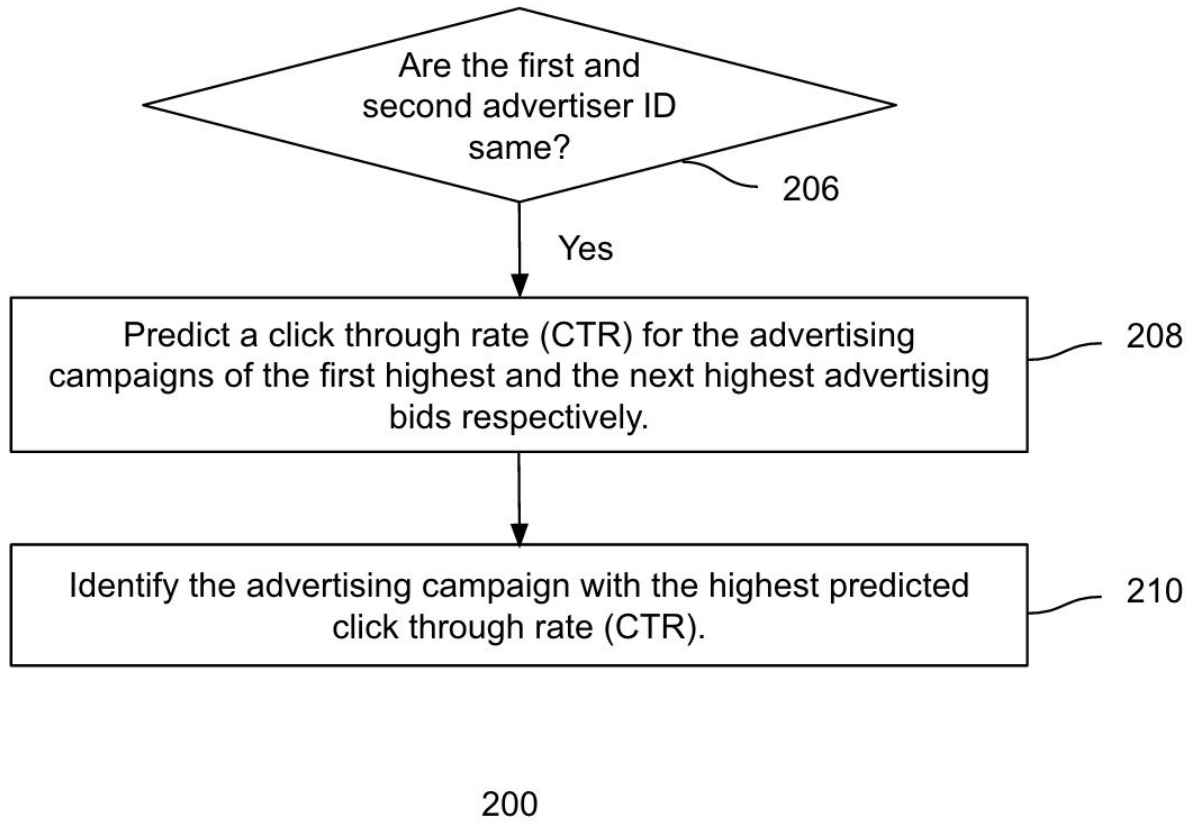 Are the first and
second advertiser ID
same?
206
Yes
Predict a click through rate (CTR) for the advertising
campaigns of the first highest and the next highest advertising
bids respectively.
208
Identify the advertising campaign with the highest predicted
click through rate (CTR).
210
200